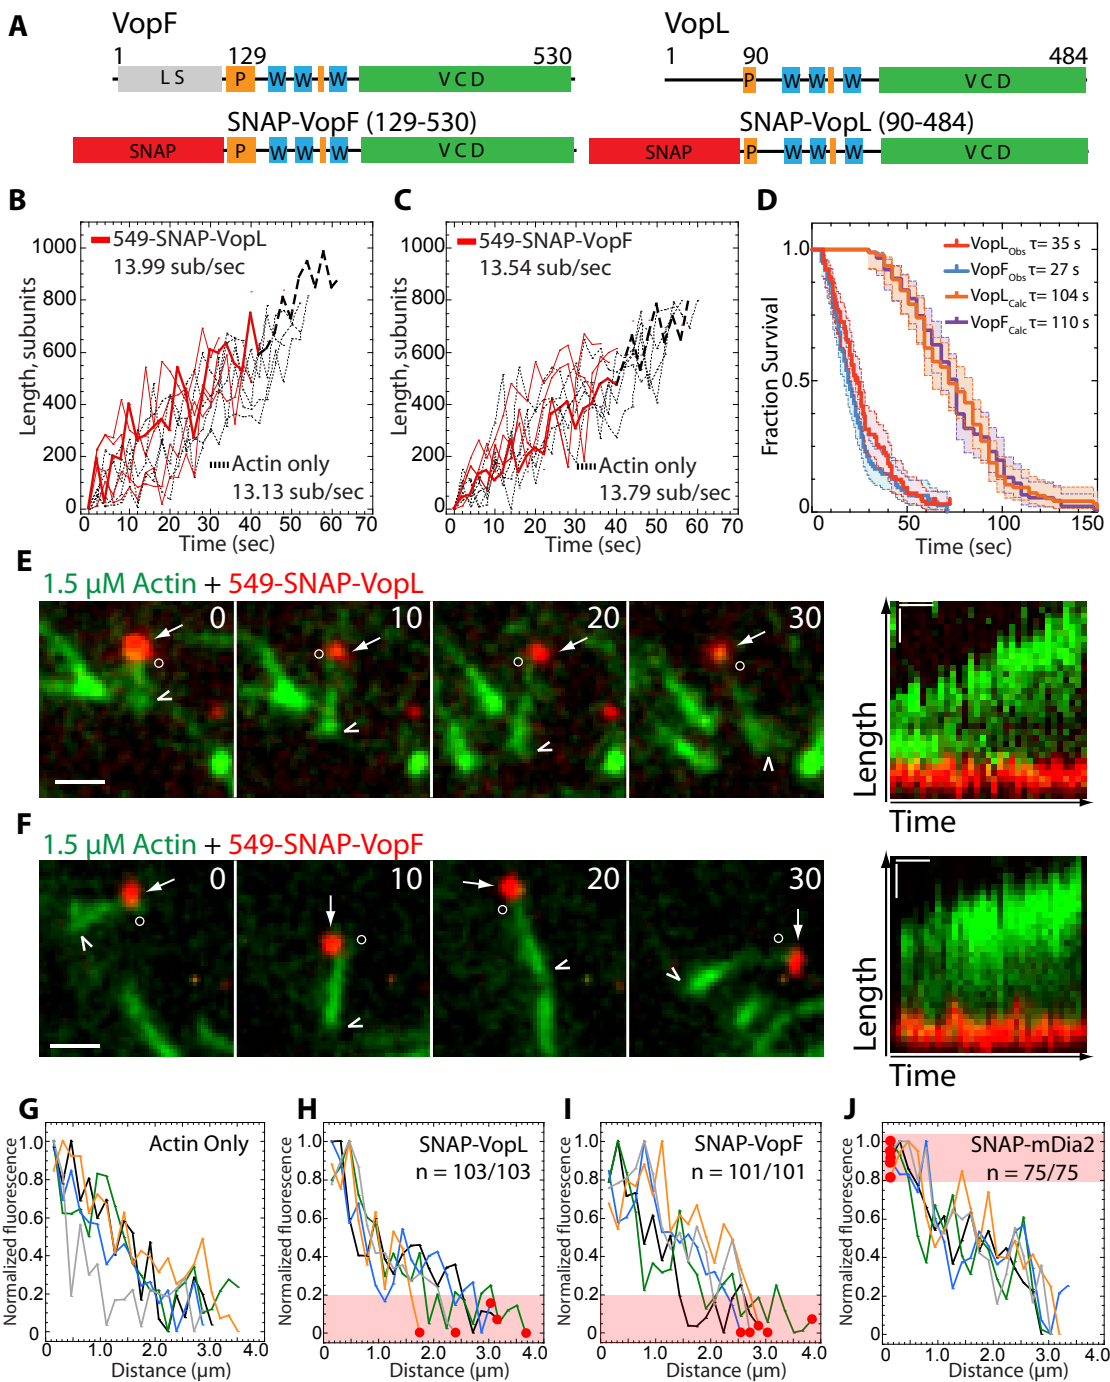 A
VopF
1
129
530
LS
P
W
W
W
VCD
VopL
1
90
484
P
W
W
W
VCD
SNAP-VopF (129-530)
SNAP
P
W
W
W
VCD
SNAP-VopL (90-484)
SNAP
P
W
W
W
VCD
B
Length, subunits
1000
800
600
400
200
0
549-SNAP-VopL
13.99 sub/sec
Actin only
13.13 sub/sec
0 10 20 30 40 50 60 70
Time (sec)
C
Length, subunits
1000
800
600
400
200
0
549-SNAP-VopF
13.54 sub/sec
Actin only
13.79 sub/sec
0 10 20 30 40 50 60 70
Time (sec)
D
Fraction Survival
1.0
0.5
0
VopLObs τ= 35 s
VopFObs τ= 27 s
VopLCalc τ= 104 s
VopFCalc τ= 110 s
0 50 100 150
Time (sec)
E
1.5 µM Actin + 549-SNAP-VopL
0
10
20
30
Length
Time
F
1.5 µM Actin + 549-SNAP-VopF
0
10
20
30
Length
Time
G
Normalized fluorescence
1.0
0.8
0.6
0.4
0.2
0
Actin Only
0 1.0 2.0 3.0 4.0
Distance (µm)
H
Normalized fluorescence
1.0
0.8
0.6
0.4
0.2
0
SNAP-VopL
n = 103/103
0 1.0 2.0 3.0 4.0
Distance (µm)
I
Normalized fluorescence
1.0
0.8
0.6
0.4
0.2
0
SNAP-VopF
n = 101/101
0 1.0 2.0 3.0 4.0
Distance (µm)
J
Normalized fluorescence
1.0
0.8
0.6
0.4
0.2
0
SNAP-mDia2
n = 75/75
0 1.0 2.0 3.0 4.0
Distance (µm)